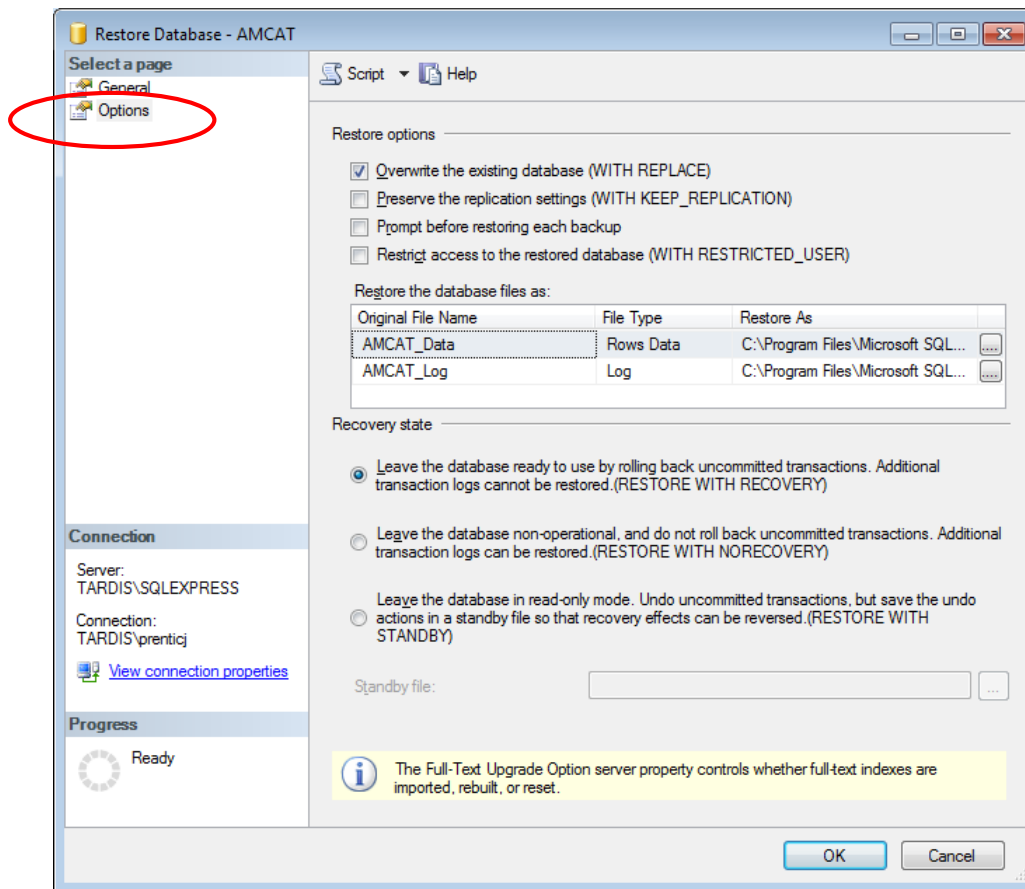 Restore Database - AMCAT
Select a page
General
Options
Script
Help
Restore options
Overwrite the existing database (WITH REPLACE)
Preserve the replication settings (WITH KEEP_REPLICATION)
Prompt before restoring each backup
Restrict access to the restored database (WITH RESTRICTED_USER)
Restore the database files as:
Original File Name File Type Restore As
AMCAT_Data Rows Data C:\Program Files\Microsoft SQL... ....
AMCAT_Log Log C:\Program Files\Microsoft SQL... ....
Recovery state
Leave the database ready to use by rolling back uncommitted transactions. Additional
transaction logs cannot be restored.(RESTORE WITH RECOVERY)
Leave the database non-operational, and do not roll back uncommitted transactions. Additional
transaction logs can be restored.(RESTORE WITH NORECOVERY)
Leave the database in read-only mode. Undo uncommitted transactions, but save the undo
actions in a standby file so that recovery effects can be reversed.(RESTORE WITH
STANDBY)
Standby file: ...
Connection
Server:
TARDIS\SQLEXPRESS
Connection:
TARDIS\prenticj
View connection properties
Progress
Ready
The Full-Text Upgrade Option server property controls whether full-text indexes are
imported, rebuilt, or reset.
OK Cancel